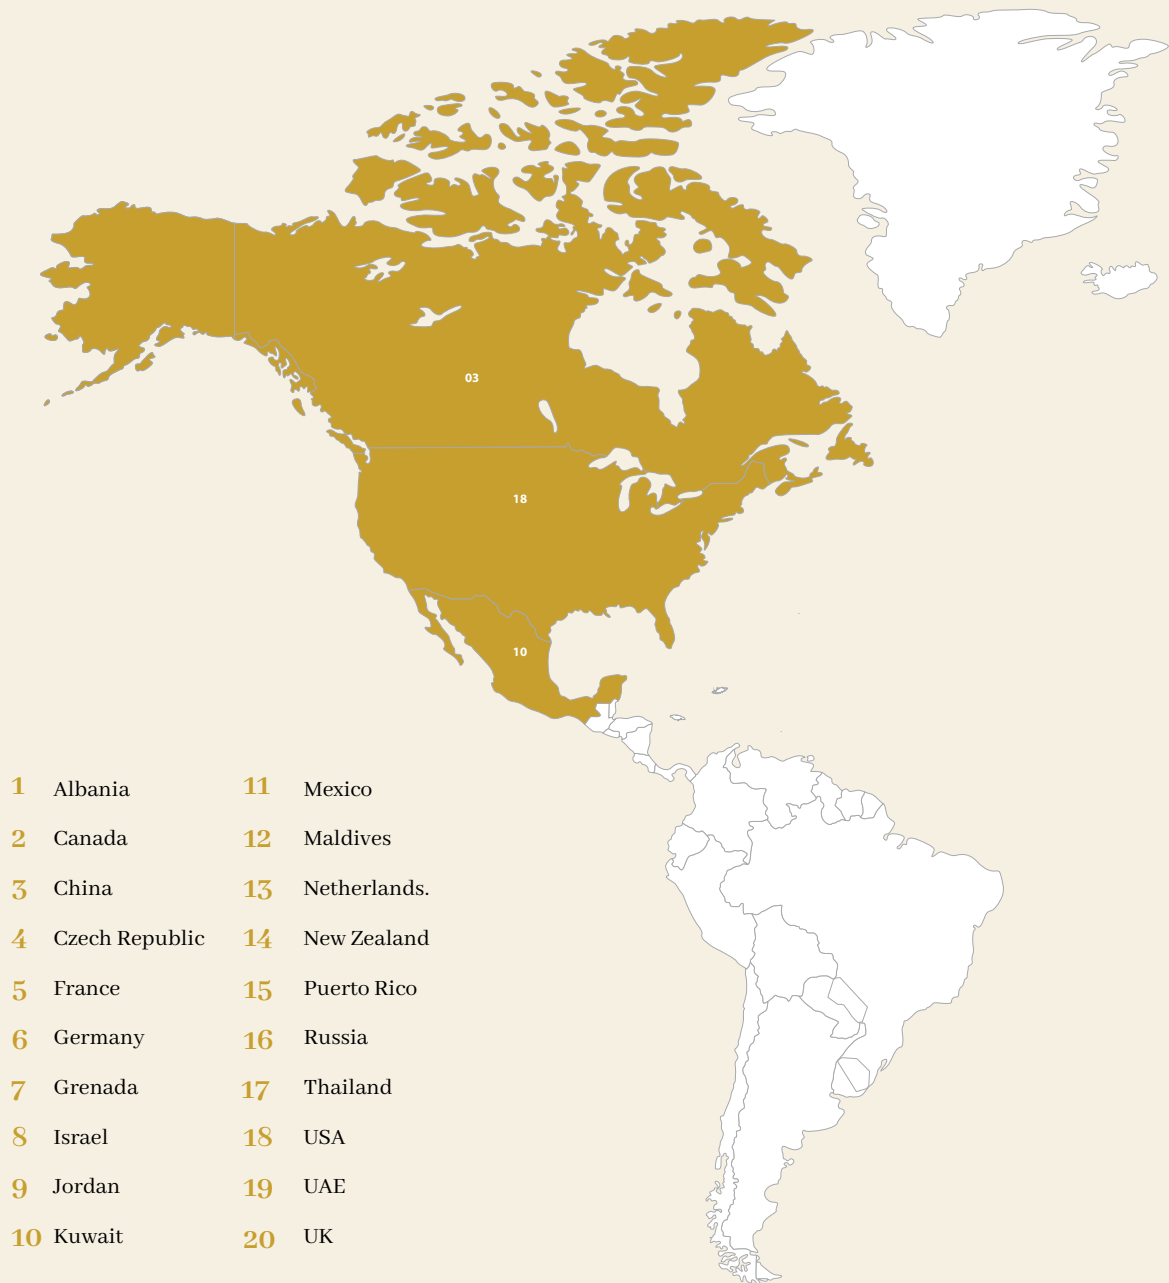 03
18
10
1 Albania
2 Canada
3 China
4 Czech Republic
5 France
6 Germany
7 Grenada
8 Israel
9 Jordan
10 Kuwait
11 Mexico
12 Maldives
13 Netherlands.
14 New Zealand
15 Puerto Rico
16 Russia
17 Thailand
18 USA
19 UAE
20 UK